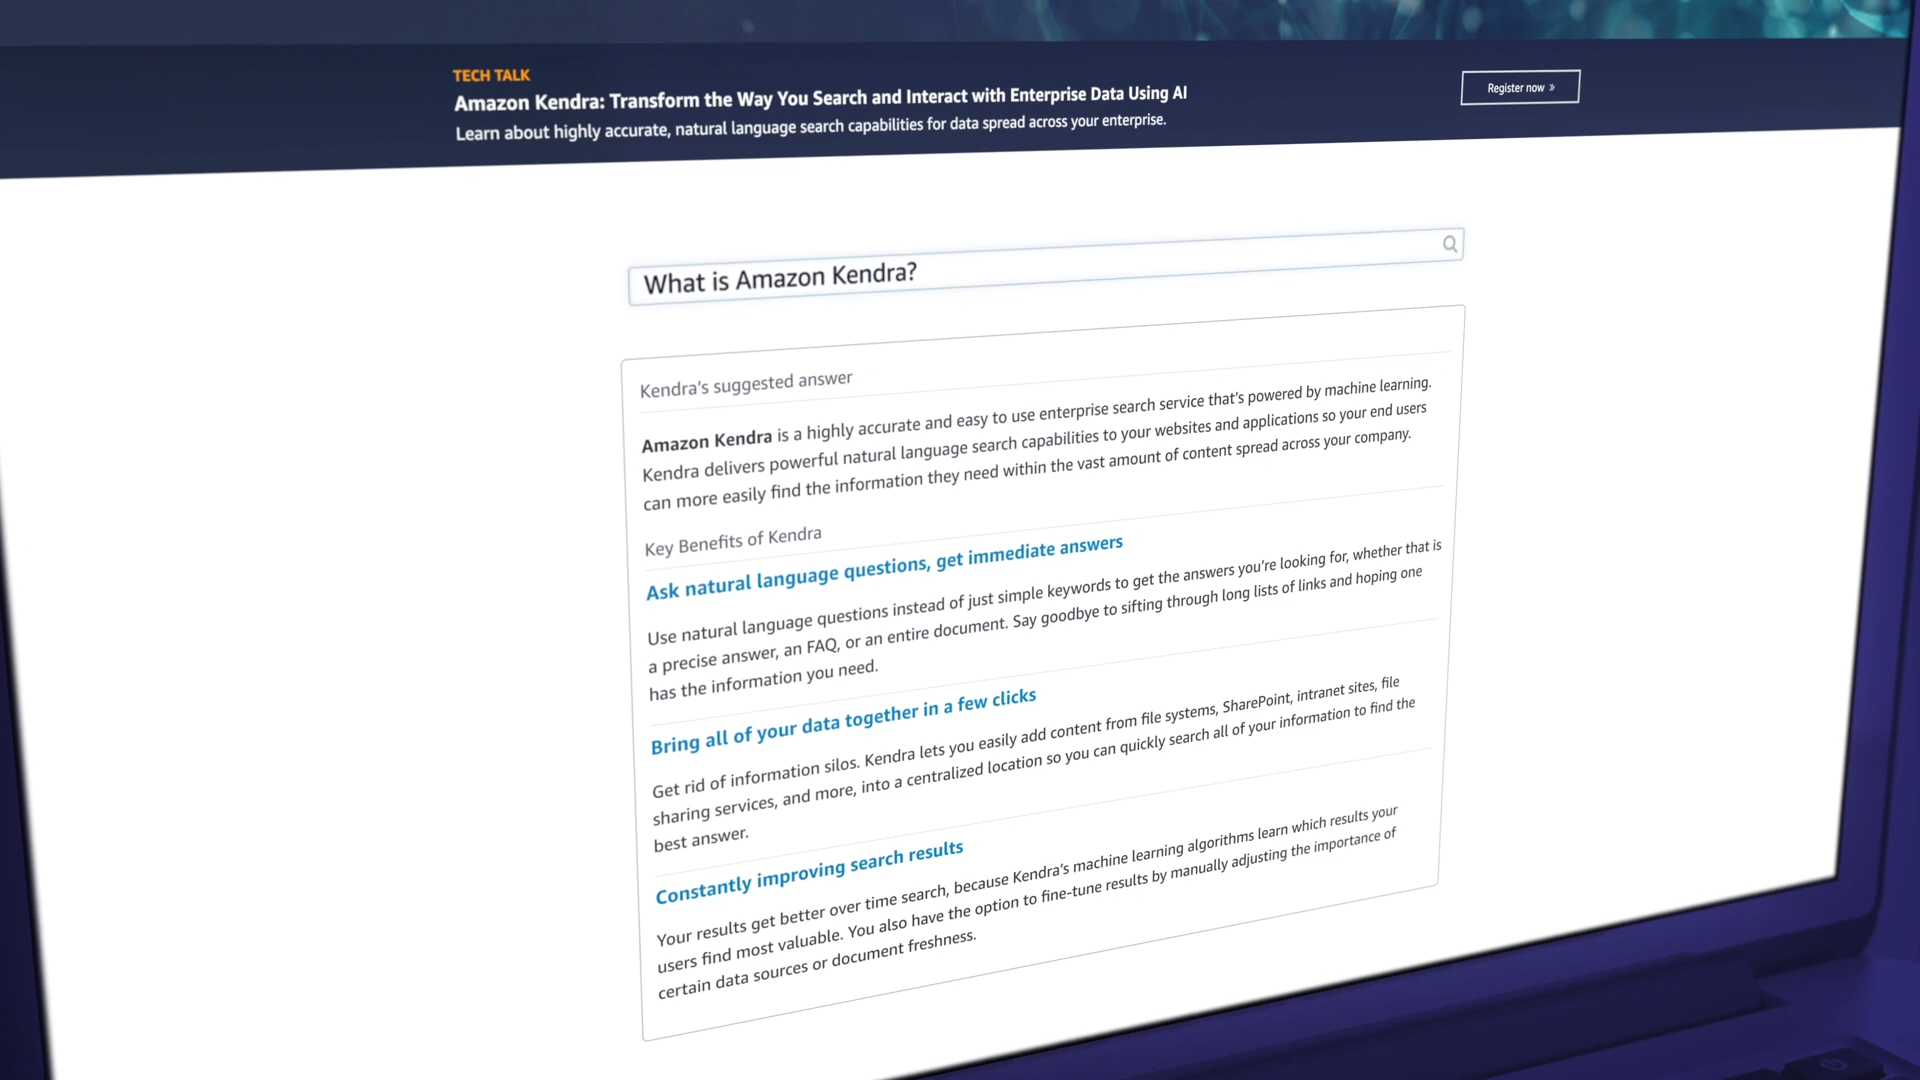 TECH TALK
Amazon Kendra: Transform the Way You Search and Interact with Enterprise Data Using AI
Learn about highly accurate, natural language search capabilities for data spread across your enterprise.
Register now »
What is Amazon Kendra?
Kendra's suggested answer
Amazon Kendra is a highly accurate and easy to use enterprise search service that's powered by machine learning.
Kendra delivers powerful natural language search capabilities to your websites and applications so your end users
can more easily find the information they need within the vast amount of content spread across your company.
Key Benefits of Kendra
Ask natural language questions, get immediate answers
Use natural language questions instead of just simple keywords to get the answers you're looking for, whether that is
a precise answer, an FAQ, or an entire document. Say goodbye to sifting through long lists of links and hoping one
has the information you need.
Bring all of your data together in a few clicks
Get rid of information silos. Kendra lets you easily add content from file systems, SharePoint, intranet sites, file
sharing services, and more, into a centralized location so you can quickly search all of your information to find the
best answer.
Constantly improving search results
Your results get better over time search, because Kendra's machine learning algorithms learn which results your
users find most valuable. You also have the option to fine-tune results by manually adjusting the importance of
certain data sources or document freshness.